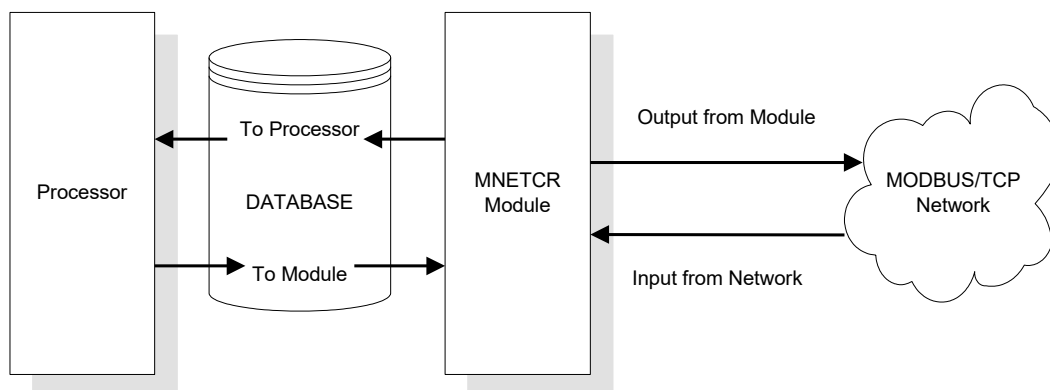 Processor
To Processor
DATABASE
To Module
MNETCR
Module
Output from Module
Input from Network
MODBUS/TCP
Network